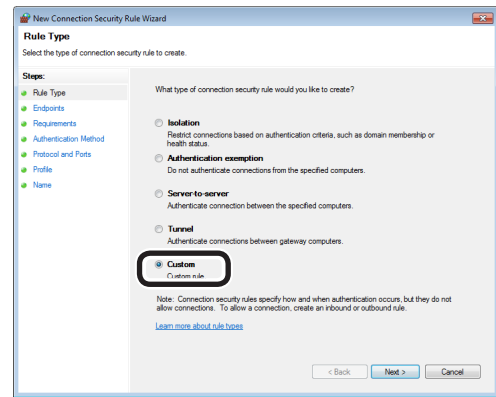 New Connection Security Rule Wizard
Rule Type
Select the type of connection security rule to create.
Steps:
Rule Type
Endpoints
Requirements
Authentication Method
Protocol and Ports
Profile
Name
What type of connection security rule would you like to create?
Isolation
Restrict connections based on authentication criteria, such as domain membership or
health status.
Authentication exemption
Do not authenticate connections from the specified computers.
Server-to-server
Authenticate connection between the specified computers.
Tunnel
Authenticate connections between gateway computers.
Custom
Custom rule
Note: Connection security rules specify how and when authentication occurs, but they do not
allow connections. To allow a connection, create an inbound or outbound rule.
Learn more about rule types
< Back
Next >
Cancel